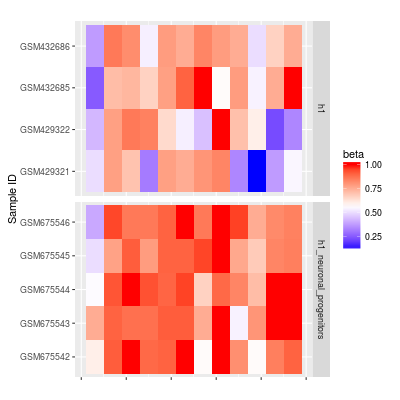 Sample ID
GSM432686
GSM432685
GSM429322
GSM429321
h1
GSM675546
GSM675545
GSM675544
GSM675543
GSM675542
h1_neuronal_progenitors
beta
1.00
0.75
0.50
0.25